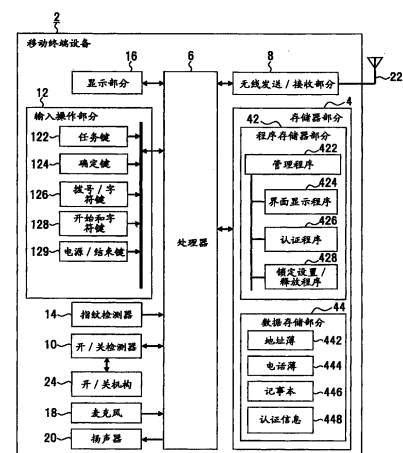 2
移动终端设备
16
6
8
显示部分
无线发送/接收部分
22
12
4
输入操作部分
42
存储器部分
程序存储器部分
122
任务键
422
管理程序
124
确定键
424
界面显示程序
126
拨号/字
符键
426
认证程序
128
开始和字
符键
处理器
428
锁定设置/
释放程序
129
电源/结束键
14
指纹检测器
44
数据存储部分
10
开/关检测器
地址薄
442
电话薄
444
24
开/关机构
记事本
446
18
麦克风
认证信息
448
20
扬声器